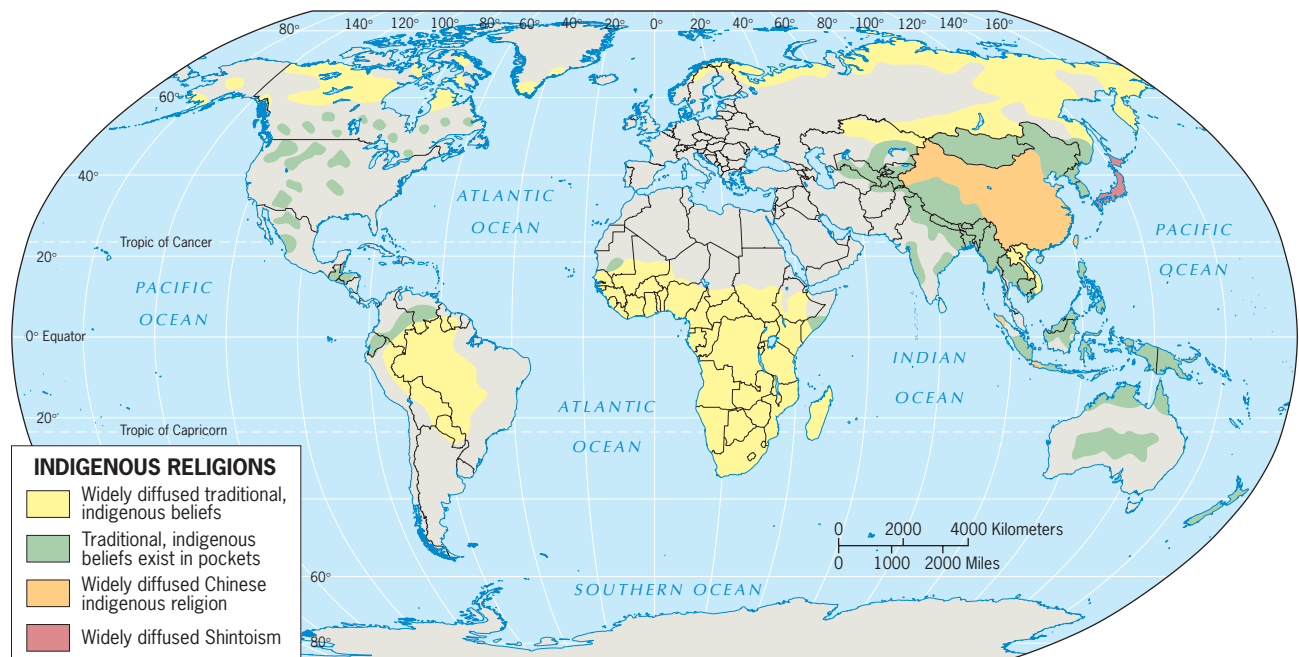 80° 140° 120° 100° 80° 60° 40° 20° 0° 20° 40° 60° 80° 100° 120° 140° 160°
60°
40°
ATLANTIC
OCEAN
Tropic of Cancer
20°
PACIFIC
OCEAN
PACIFIC
OCEAN
0° Equator
INDIAN
OCEAN
ATLANTIC
OCEAN
20°
Tropic of Capricorn
INDIGENOUS RELIGIONS
Widely diffused traditional,
indigenous beliefs
Traditional, indigenous
beliefs exist in pockets
Widely diffused Chinese
indigenous religion
Widely diffused Shintoism
0 2000 4000 Kilometers
0 1000 2000 Miles
60°
SOUTHERN OCEAN
80°